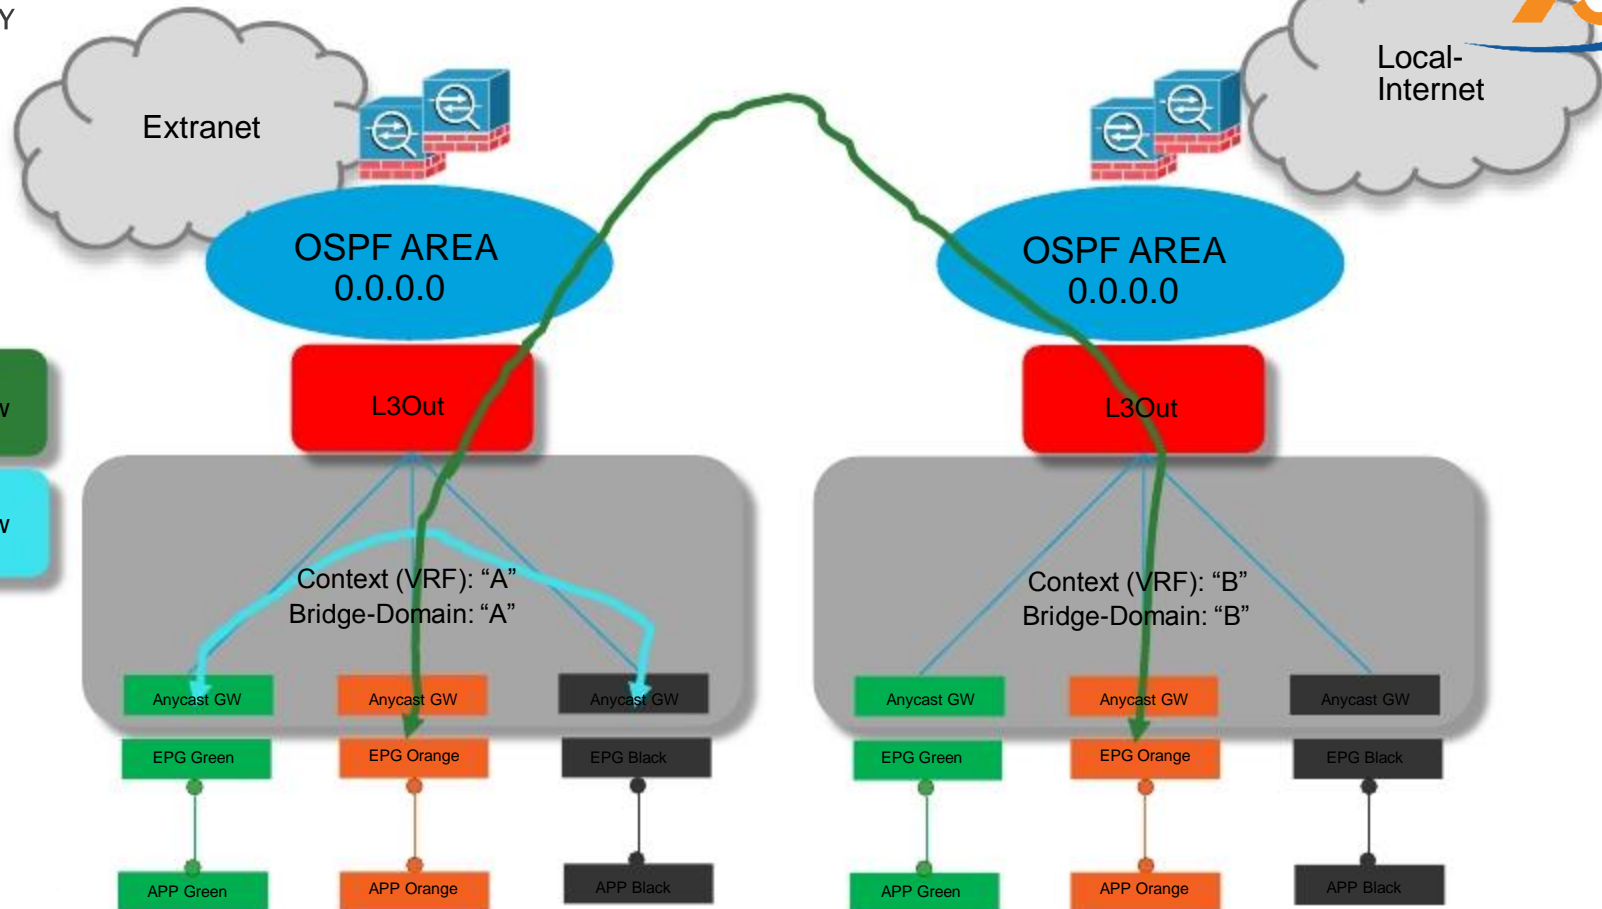 Y
Extranet
Local-
Internet
OSPF AREA
0.0.0.0
OSPF AREA
0.0.0.0
w
L3Out
L3Out
w
Context (VRF): “A”
Bridge-Domain: “A”
Context (VRF): “B”
Bridge-Domain: “B”
Anycast GW
Anycast GW
Anycast GW
Anycast GW
Anycast GW
Anycast GW
EPG Green
EPG Orange
EPG Black
EPG Green
EPG Orange
EPG Black
APP Green
APP Orange
APP Black
APP Green
APP Orange
APP Black